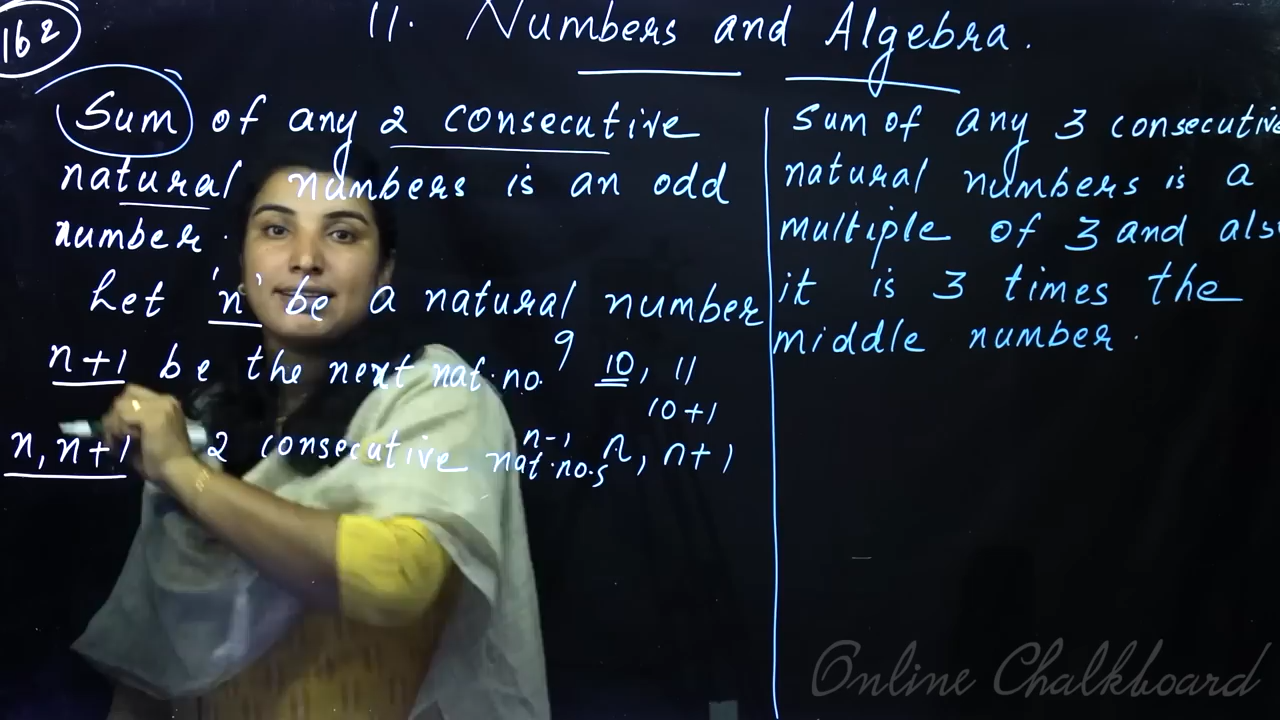 162
11. Numbers and Algebra.
Sum of any 2 consecutive
natural numbers is an odd
number.
Let 'n' be a natural number
n+1 be the next nat. no. 9 10, 11
10+1
n, n+1 2 consecutive nat. nos n-1 n, n+1
Sum of any 3 consecutive
natural numbers is a
multiple of 3 and also
it is 3 times the
middle number.
Online Chalkboard